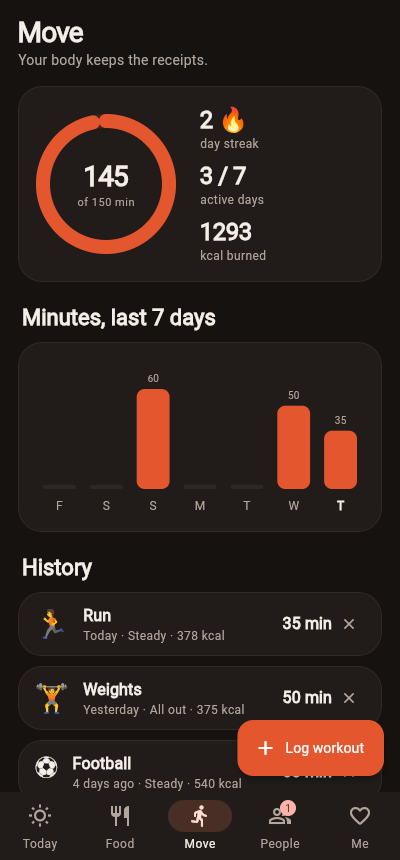 Move
Your body keeps the receipts.
145
of 150 min
2 🔥
day streak
3 / 7
active days
1293
kcal burned
Minutes, last 7 days
60
50
35
F S S M T W T
History
Run
Today · Steady · 378 kcal
35 min
Weights
Yesterday · All out · 375 kcal
50 min
Football
4 days ago · Steady · 540 kcal
+ Log workout
1
Today Food Move People Me